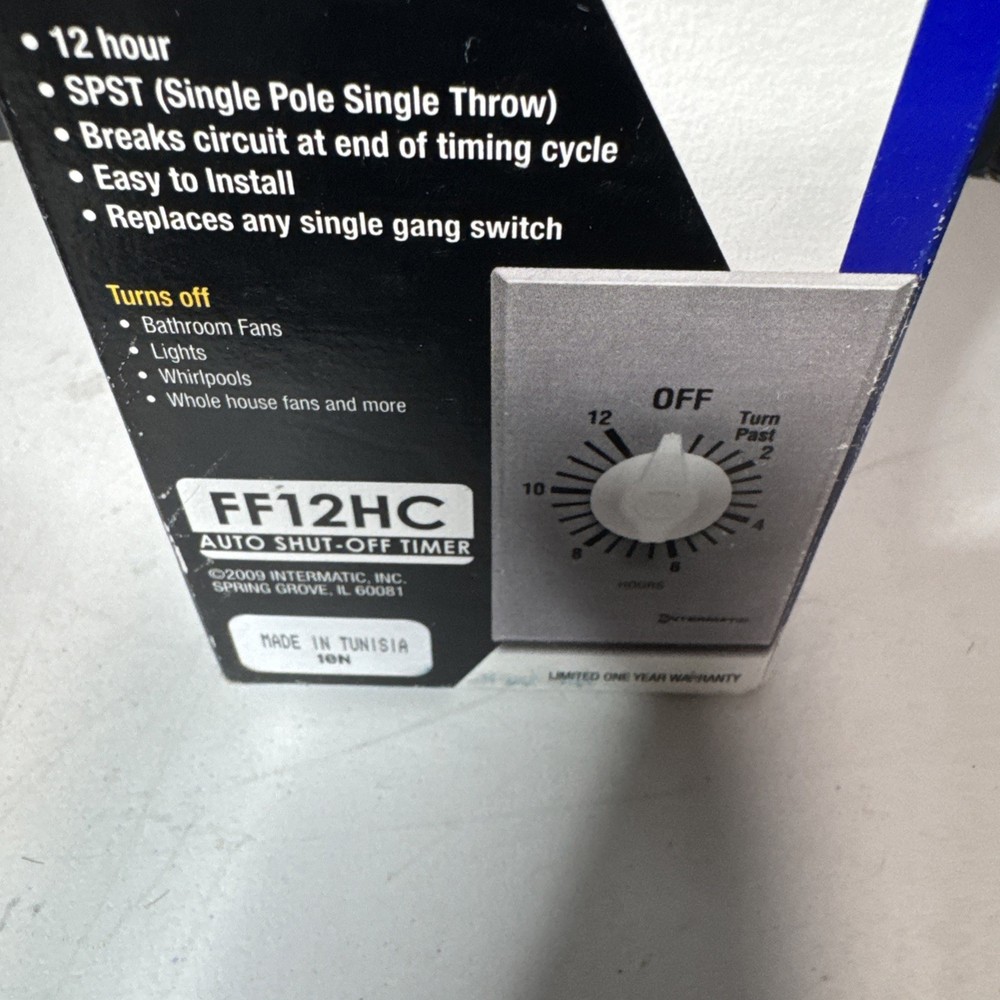 • 12 hour
• SPST (Single Pole Single Throw)
• Breaks circuit at end of timing cycle
• Easy to Install
• Replaces any single gang switch
Turns off
• Bathroom Fans
• Lights
• Whirlpools
• Whole house fans and more
FF12HC
AUTO SHUT-OFF TIMER
©2009 INTERMATIC, INC.
SPRING GROVE, IL 60081
MADE IN TUNISIA
10N
OFF
12
Turn
Past
2
10
4
8
6
HOURS
INTERMATIC
LIMITED ONE YEAR WARRANTY